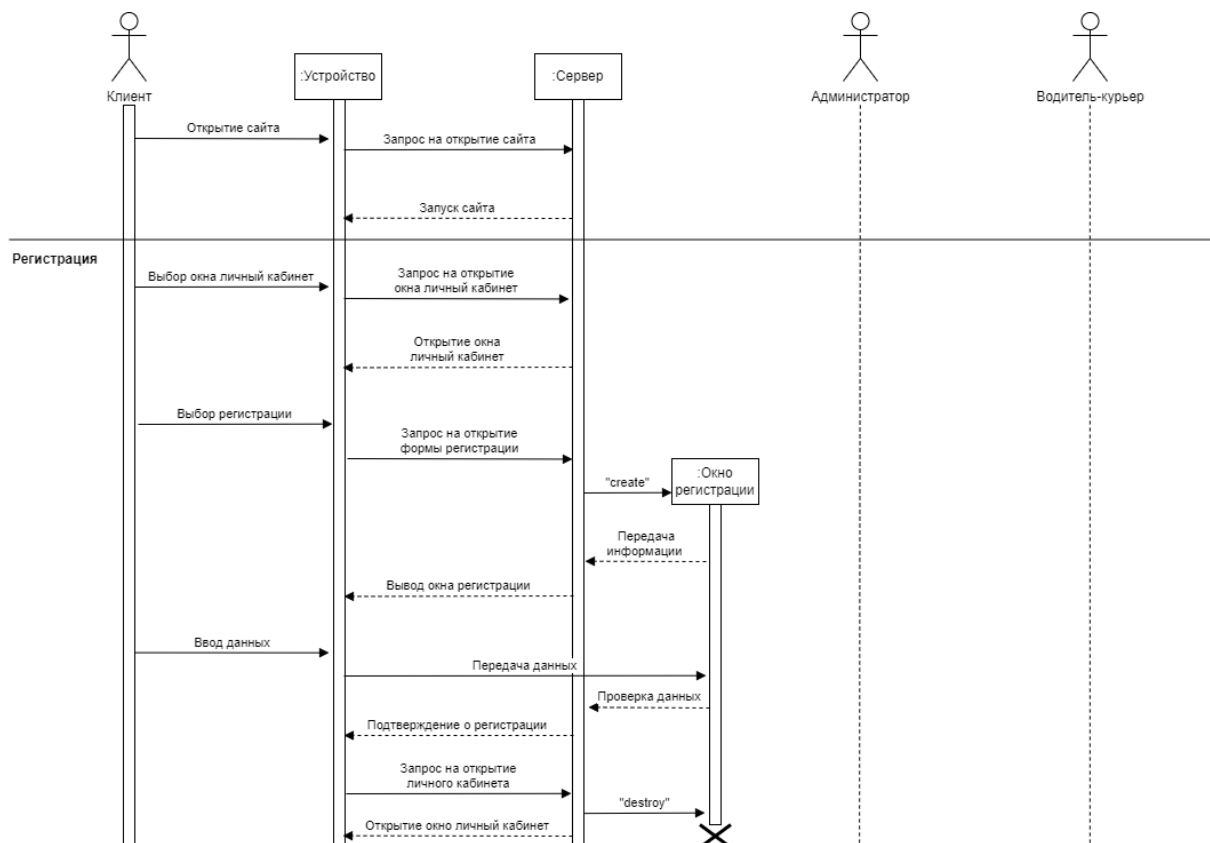 Клиент
:Устройство
:Сервер
Администратор
Водитель-курьер
Открытие сайта
Запрос на открытие сайта
Запуск сайта
Регистрация
Выбор окна личный кабинет
Запрос на открытие
окна личный кабинет
Открытие окна
личный кабинет
Выбор регистрации
Запрос на открытие
формы регистрации
"create"
:Окно
регистрации
Передача
информации
Вывод окна регистрации
Ввод данных
Передача данных
Проверка данных
Подтверждение о регистрации
Запрос на открытие
личного кабинета
"destroy"
Открытие окно личный кабинет